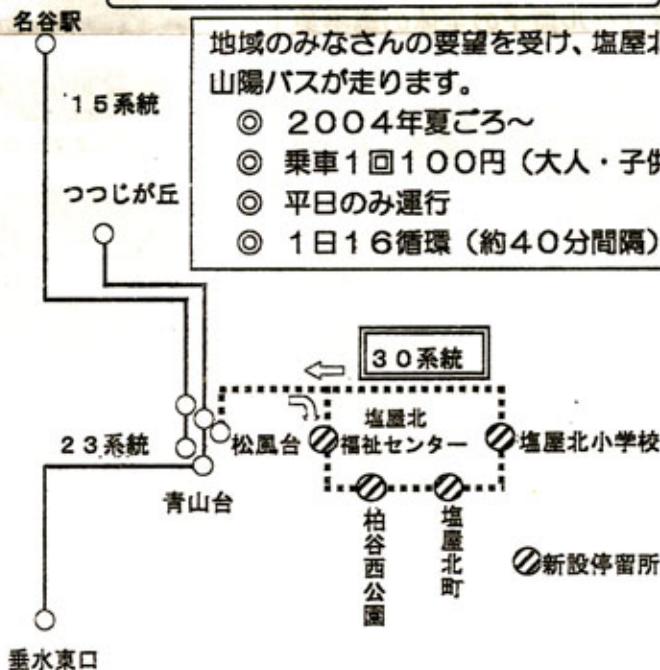 名谷駅
地域のみなさんの要望を受け、塩屋北
山陽バスが走ります。
◎ 2004年夏ごろ~
◎ 乗車1回100円（大人・子供
◎ 平日のみ運行
◎ 1日16循環（約40分間隔）
15系統
つつじが丘
30系統
23系統
松風台
塩屋北
福祉センター
塩屋北小学校
青山台
柏谷西公園
塩屋北町
新設停留所
垂水東口